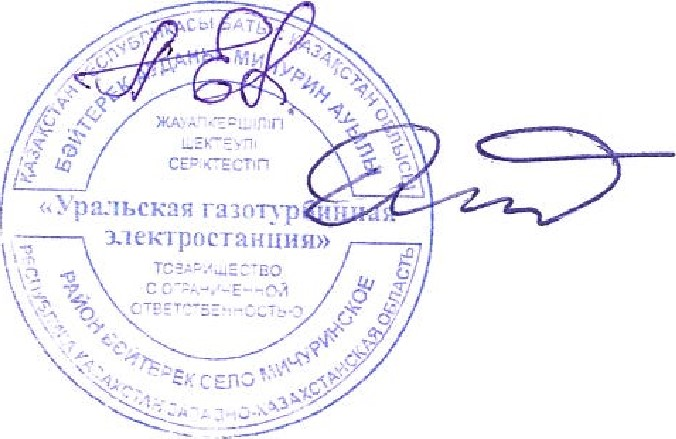 ҚАЗАҚСТАН РЕСПУБЛИКАСЫ БАТЫС ҚАЗАҚСТАН ОБЛЫСЫ
БӘЙТЕРЕК АУДАНЫ МИЧУРИН АУЫЛЫ
ЖАУАПКЕРШІЛІГІ
ШЕКТЕУЛІ
СЕРІКТЕСТІГІ
«Уральская газотурбинная
электростанция»
ТОВАРИЩЕСТВО
С ОГРАНИЧЕННОЙ
ОТВЕТСТВЕННОСТЬЮ
РАЙОН БӘЙТЕРЕК СЕЛО МИЧУРИНСКОЕ
РЕСПУБЛИКА КАЗАХСТАН ЗАПАДНО-КАЗАХСТАНСКАЯ ОБЛАСТЬ